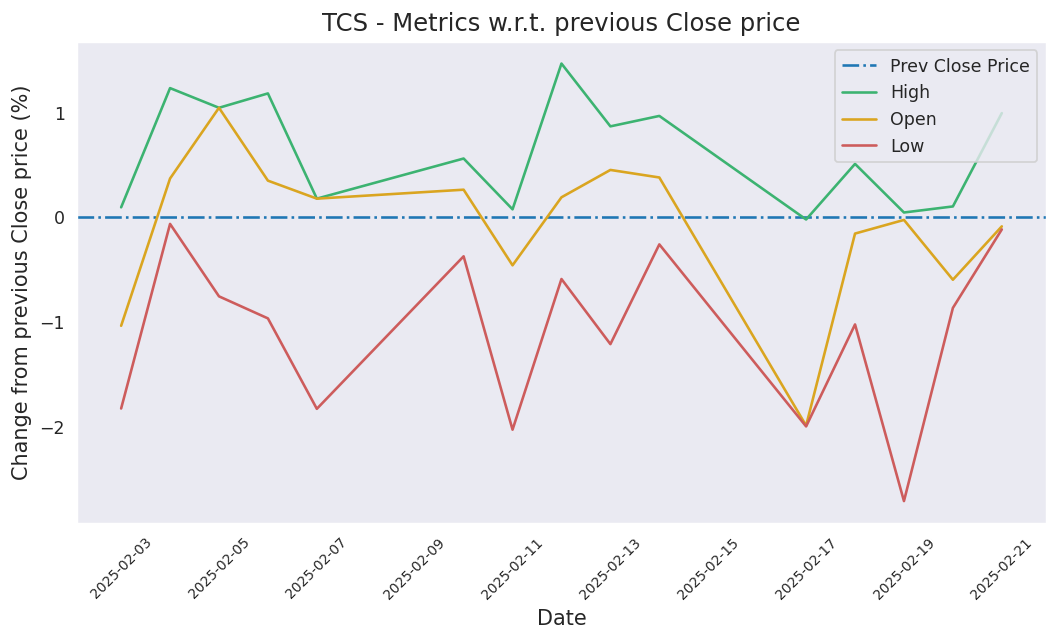 TCS - Metrics w.r.t. previous Close price
Prev Close Price
High
Open
Low
Change from previous Close price (%)
1
0
−1
−2
2025-02-03
2025-02-05
2025-02-07
2025-02-09
2025-02-11
2025-02-13
2025-02-15
2025-02-17
2025-02-19
2025-02-21
Date